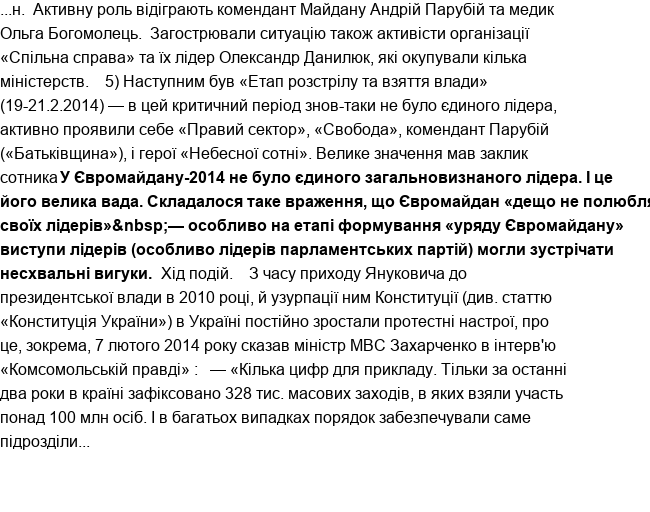 ...н.  Активну роль відіграють комендант Майдану Андрій Парубій та медик
Ольга Богомолець.  Загострювали ситуацію також активісти організації
«Спільна справа» та їх лідер Олександр Данилюк, які окупували кілька
міністерств.    5) Наступним був «Етап розстрілу та взяття влади»
(19-21.2.2014) — в цей критичний період знов-таки не було єдиного лідера,
активно проявили себе «Правий сектор», «Свобода», комендант Парубій
(«Батьківщина»), і герої «Небесної сотні». Велике значення мав заклик
сотника У Євромайдану-2014 не було єдиного загальновизнаного лідера. І це
його велика вада. Складалося таке враження, що Євромайдан «дещо не полюбл
своїх лідерів»&nbsp;— особливо на етапі формування «уряду Євромайдану»
виступи лідерів (особливо лідерів парламентських партій) могли зустрічати
несхвальні вигуки.  Хід подій.    З часу приходу Януковича до
президентської влади в 2010 році, й узурпації ним Конституції (див. статтю
«Конституція України») в Україні постійно зростали протестні настрої, про
це, зокрема, 7 лютого 2014 року сказав міністр МВС Захарченко в інтерв'ю
«Комсомольській правді» :   — «Кілька цифр для прикладу. Тільки за останні
два роки в країні зафіксовано 328 тис. масових заходів, в яких взяли участь
понад 100 млн осіб. І в багатьох випадках порядок забезпечували саме
підрозділи...